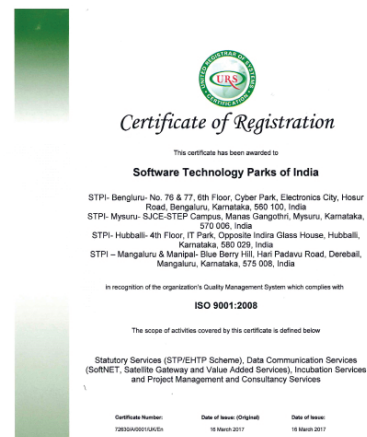 UNITED REGISTRAR OF SYSTEMS
URS
CERTIFICATION
Certificate of Registration
This certificate has been awarded to
Software Technology Parks of India
STPI- Bengluru- No. 76 & 77, 6th Floor, Cyber Park, Electronics City, Hosur
Road, Bengaluru, Karnataka, 560 100, India
STPI- Mysuru- SJCE-STEP Campus, Manas Gangothri, Mysuru, Karnataka,
570 006, India
STPI- Hubballi- 4th Floor, IT Park, Opposite Indira Glass House, Hubballi,
Karnataka, 580 029, India
STPI – Mangaluru & Manipal- Blue Berry Hill, Hari Padavu Road, Derebail,
Mangaluru, Karnataka, 575 008, India
in recognition of the organization's Quality Management System which complies with
ISO 9001:2008
The scope of activities covered by this certificate is defined below
Statutory Services (STP/EHTP Scheme), Data Communication Services
(SoftNET, Satellite Gateway and Value Added Services), Incubation Services
and Project Management and Consultancy Services
Certificate Number: Date of Issue: (Original) Date of Issue:
16 March 2017 16 March 2017